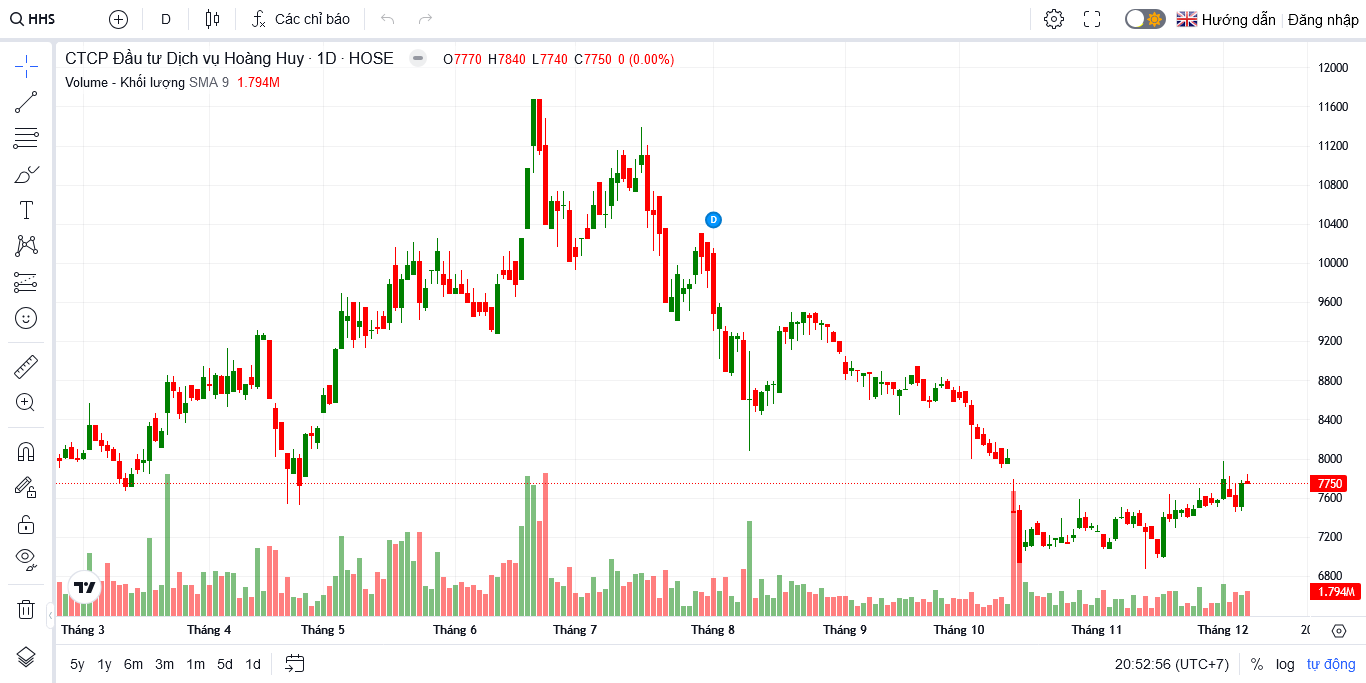 HHS D Các chỉ báo Hướng dẫn Đăng nhập
CTCP Đầu tư Dịch vụ Hoàng Huy · 1D · HOSE O7770 H7840 L7740 C7750 0 (0.00%)
Volume - Khối lượng SMA 9 1.794M
12000
11600
11200
10800
10400
D
10000
9600
9200
8800
8400
8000
7750
7600
7200
6800
1.794M
Tháng 3 Tháng 4 Tháng 5 Tháng 6 Tháng 7 Tháng 8 Tháng 9 Tháng 10 Tháng 11 Tháng 12
5y 1y 6m 3m 1m 5d 1d 20:52:56 (UTC+7) % log tự động